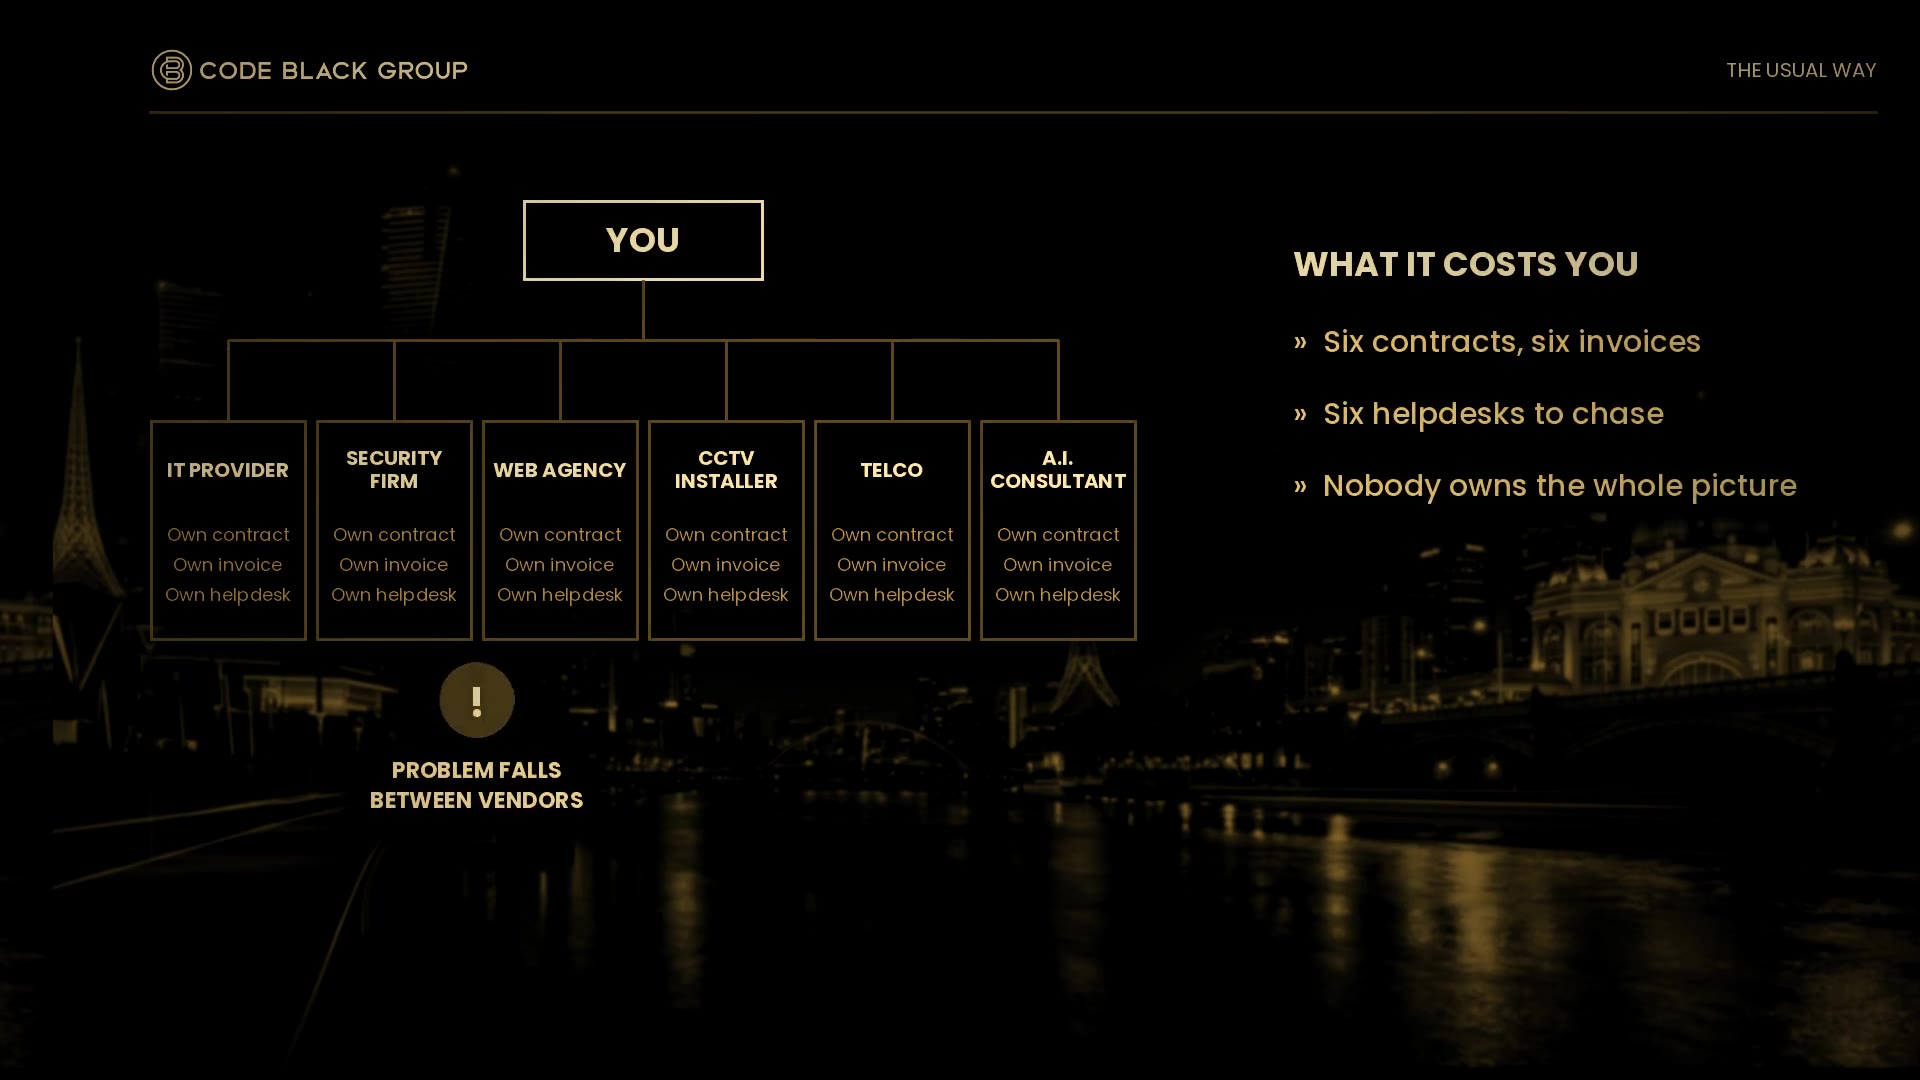 CODE BLACK GROUP
THE USUAL WAY
YOU
IT PROVIDER
Own contract
Own invoice
Own helpdesk
SECURITY
FIRM
Own contract
Own invoice
Own helpdesk
WEB AGENCY
Own contract
Own invoice
Own helpdesk
CCTV
INSTALLER
Own contract
Own invoice
Own helpdesk
TELCO
Own contract
Own invoice
Own helpdesk
A.I.
CONSULTANT
Own contract
Own invoice
Own helpdesk
!
PROBLEM FALLS
BETWEEN VENDORS
WHAT IT COSTS YOU
» Six contracts, six invoices
» Six helpdesks to chase
» Nobody owns the whole picture